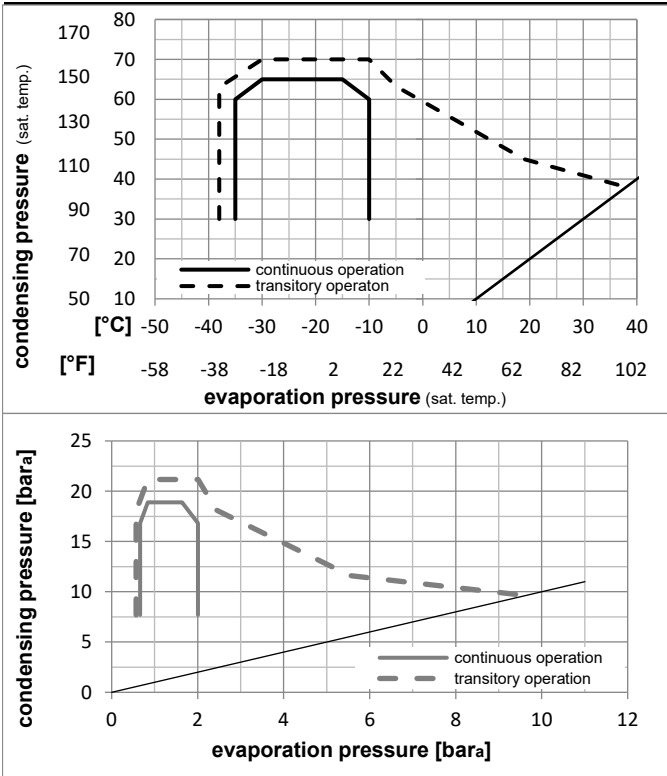 condensing pressure (sat. temp.)
170
150
130
110
90
70
50
80
70
60
50
40
30
20
10
continuous operation
transitory operaton
[°C] -50 -40 -30 -20 -10 0 10 20 30 40
[°F] -58 -38 -18 2 22 42 62 82 102
evaporation pressure (sat. temp.)
condensing pressure [bara]
25
20
15
10
5
0
continuous operation
transitory operation
0 2 4 6 8 10 12
evaporation pressure [bara]